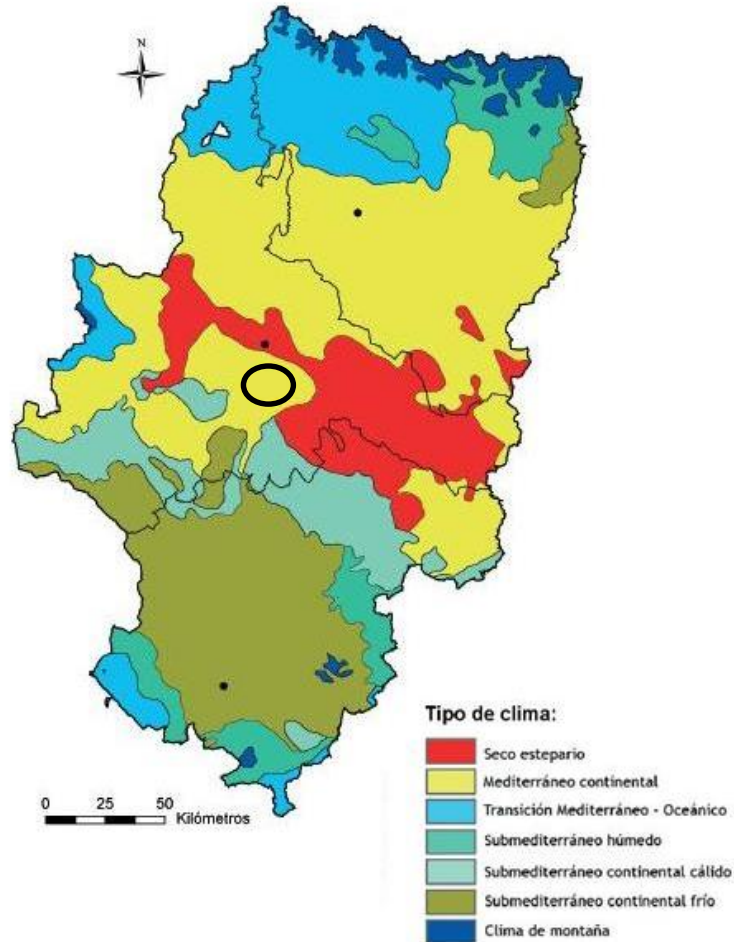 N
0 25 50
Kilómetros
Tipo de clima:
Seco estepario
Mediterráneo continental
Transición Mediterráneo - Oceánico
Submediterráneo húmedo
Submediterráneo continental cálido
Submediterráneo continental frío
Clima de montaña